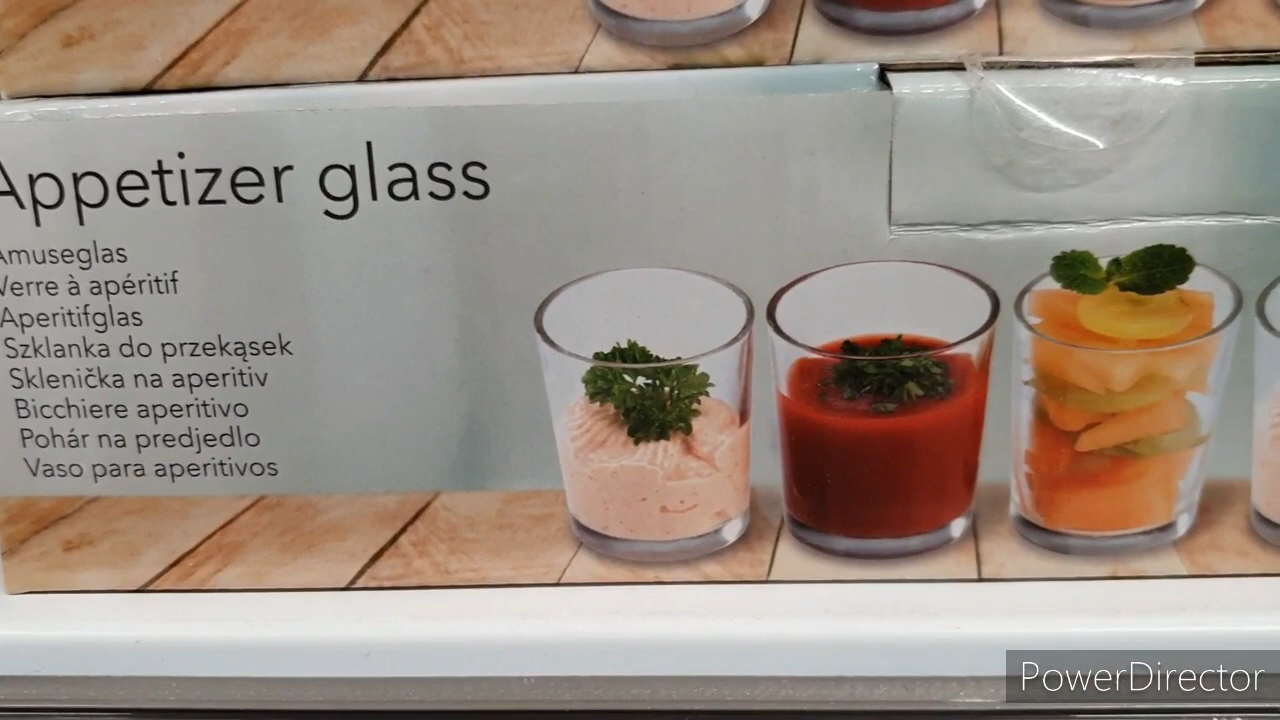 Appetizer glass
Amuseglas
Verre à apéritif
Aperitifglas
Szklanka do przekąsek
Sklenička na aperitiv
Bicchiere aperitivo
Pohár na predjedlo
Vaso para aperitivos
PowerDirector